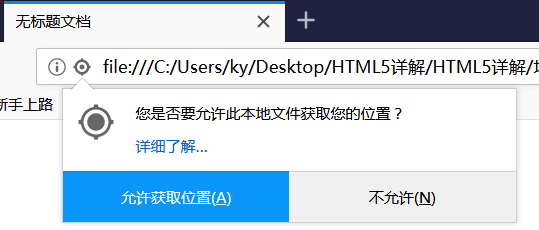 无标题文档
file:///C:/Users/ky/Desktop/HTML5详解/HTML5详解/
新手上路
您是否要允许此本地文件获取您的位置？
详细了解...
允许获取位置(A)
不允许(N)